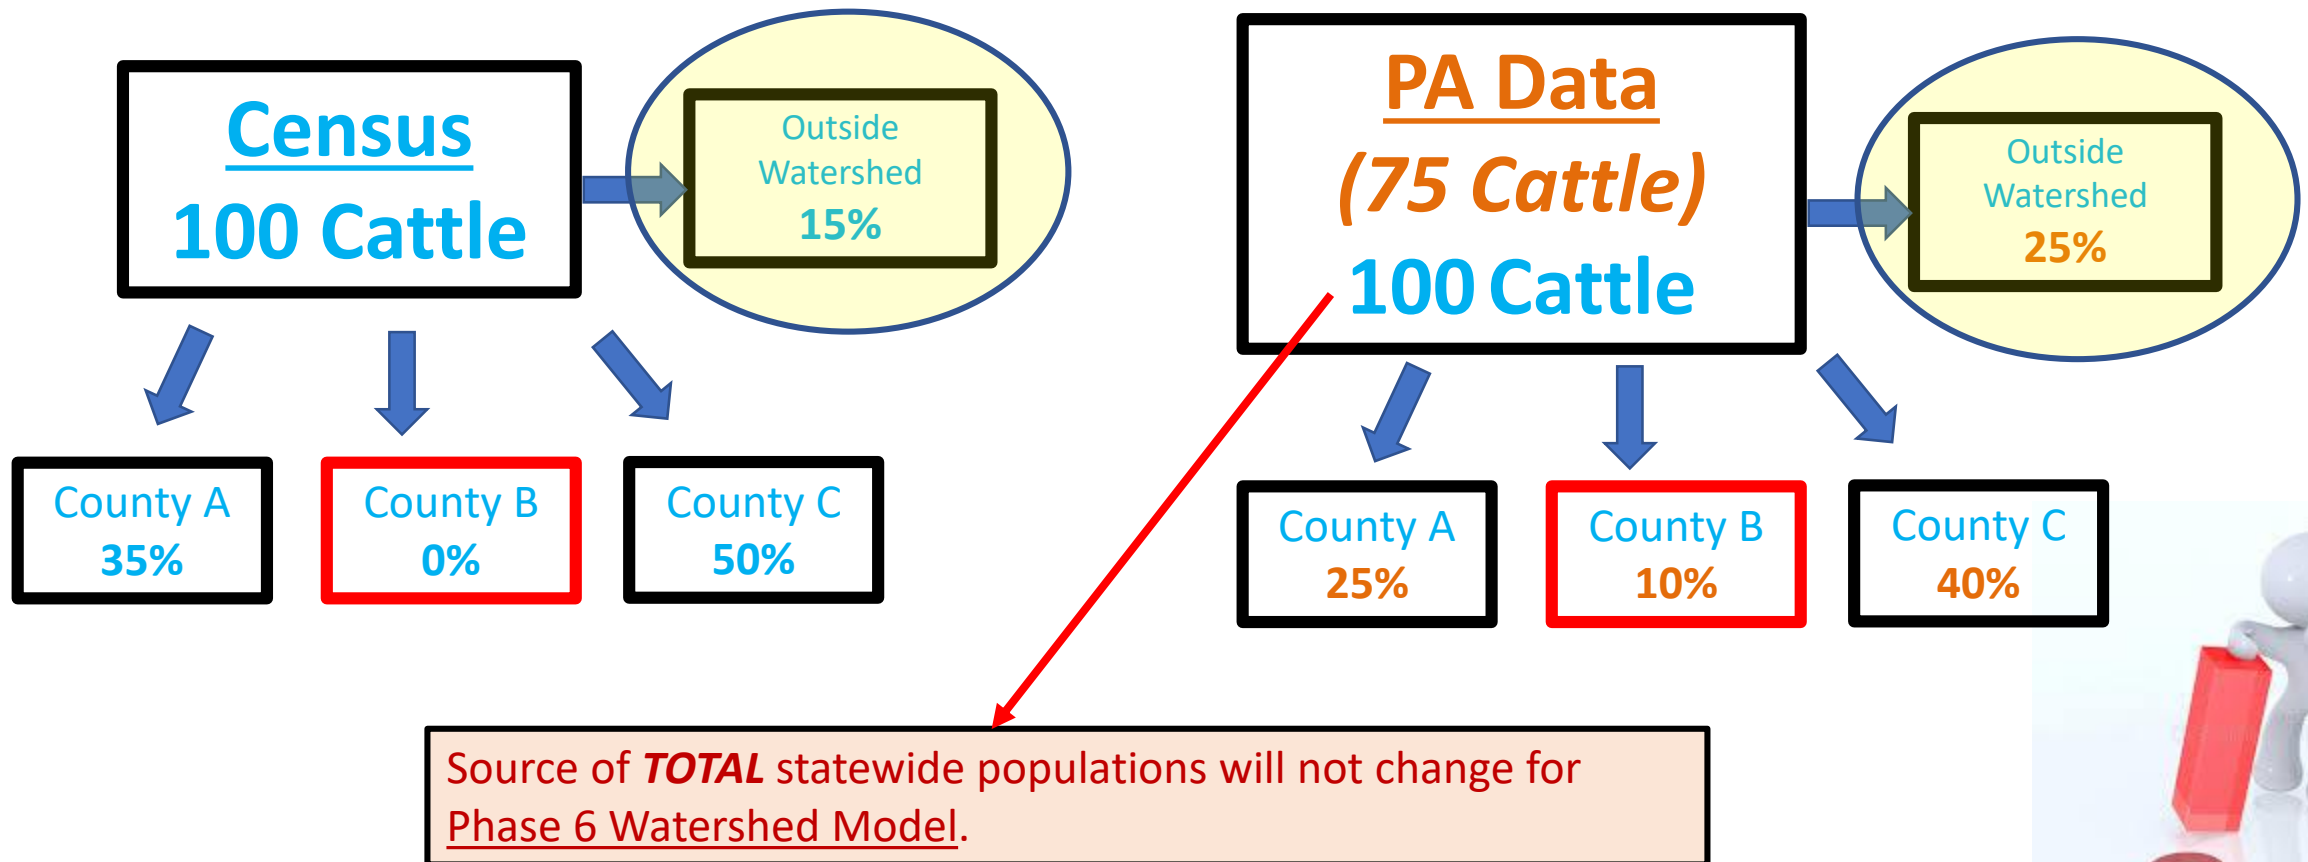 Census
100 Cattle
Outside
Watershed
15%
County A
35%
County B
0%
County C
50%
PA Data
(75 Cattle)
100 Cattle
Outside
Watershed
25%
County A
25%
County B
10%
County C
40%
Source of TOTAL statewide populations will not change for
Phase 6 Watershed Model.